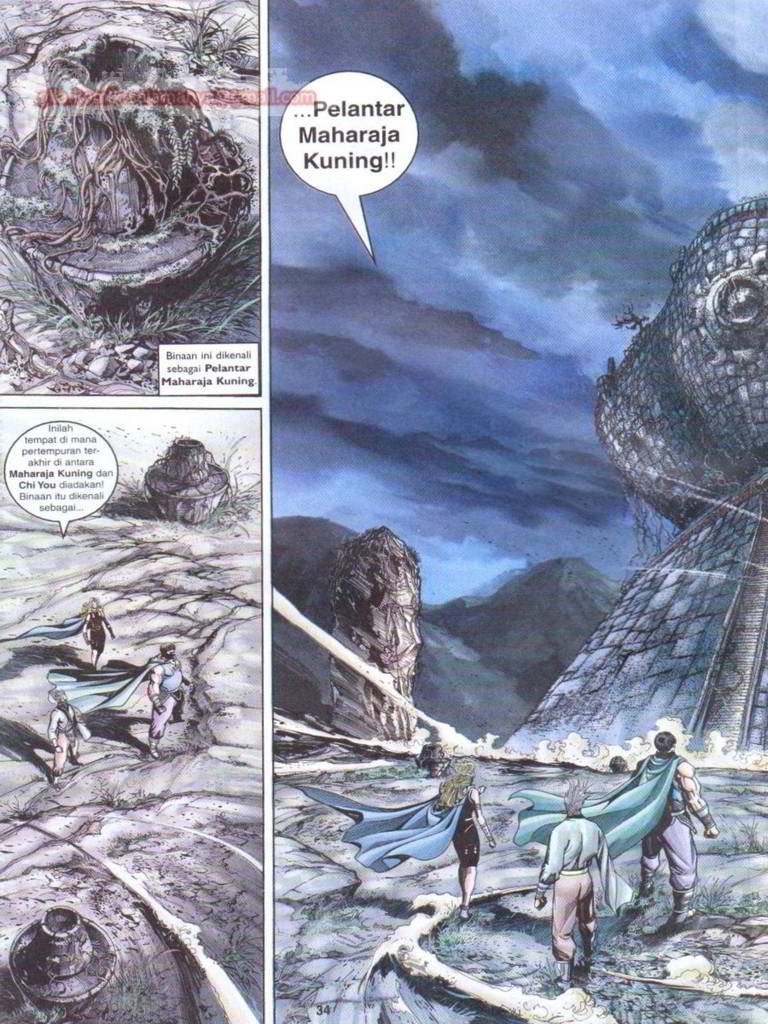 Binaan ini dikenali
sebagai Pelantar
Maharaja Kuning.
Inilah
tempat di mana
pertempuran ter-
akhir di antara
Maharaja Kuning dan
Chi You diadakan!
Binaan itu dikenali
sebagai...
...Pelantar
Maharaja
Kuning!!
34